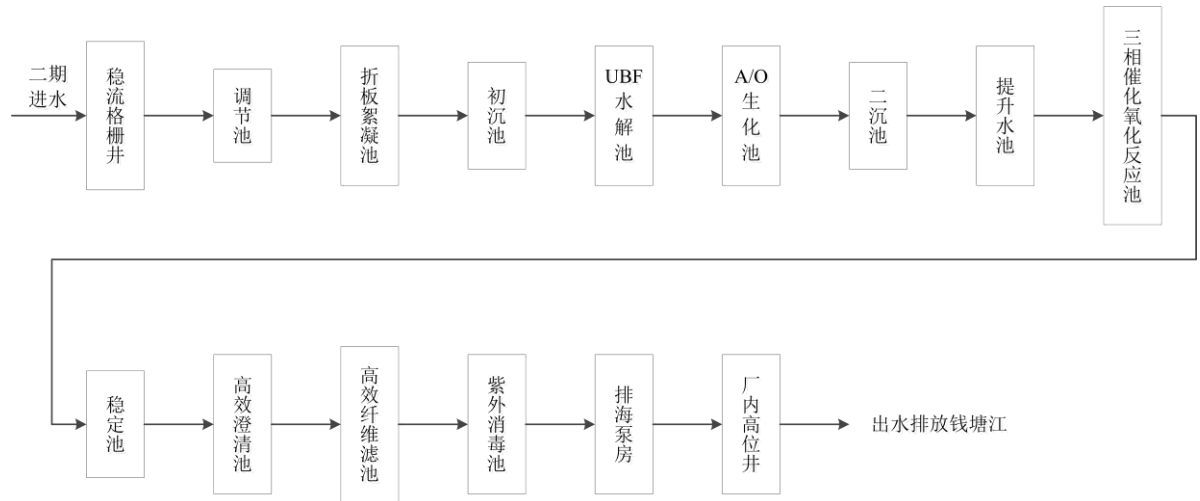 二期
进水
稳流格栅井
调节池
折板絮凝池
初沉池
UBF
水解池
A/O
生化池
二沉池
提升水池
三相催化氧化反应池
稳定池
高效澄清池
高效纤维滤池
紫外消毒池
排海泵房
厂内高位井
出水排放钱塘江